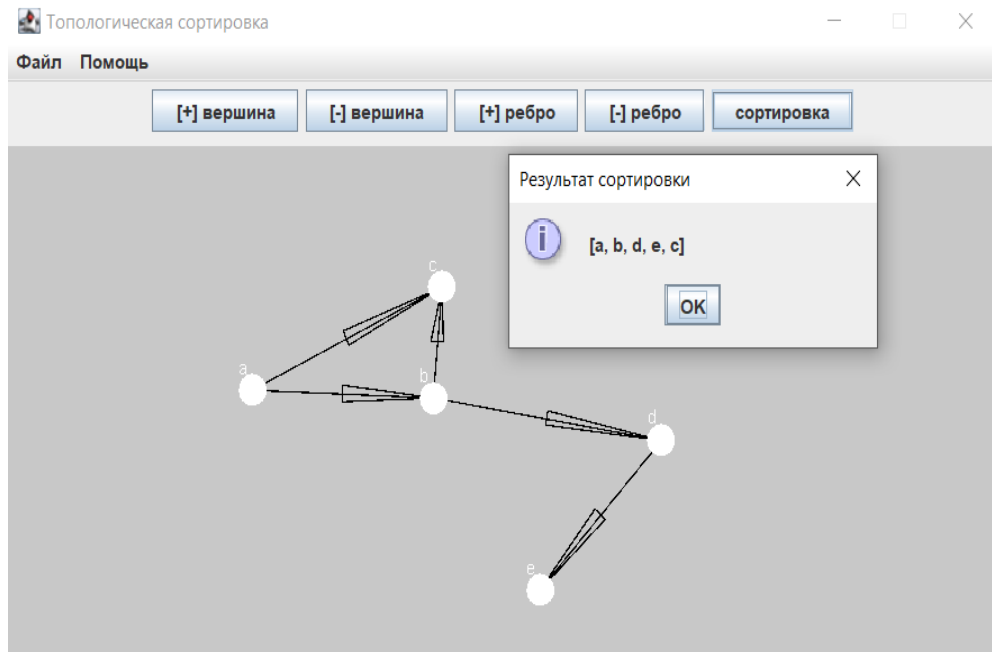 Топологическая сортировка
Файл Помощь
[+] вершина [-] вершина [+] ребро [-] ребро сортировка
Результат сортировки
[a, b, d, e, c]
OK
c
a
b
d
e